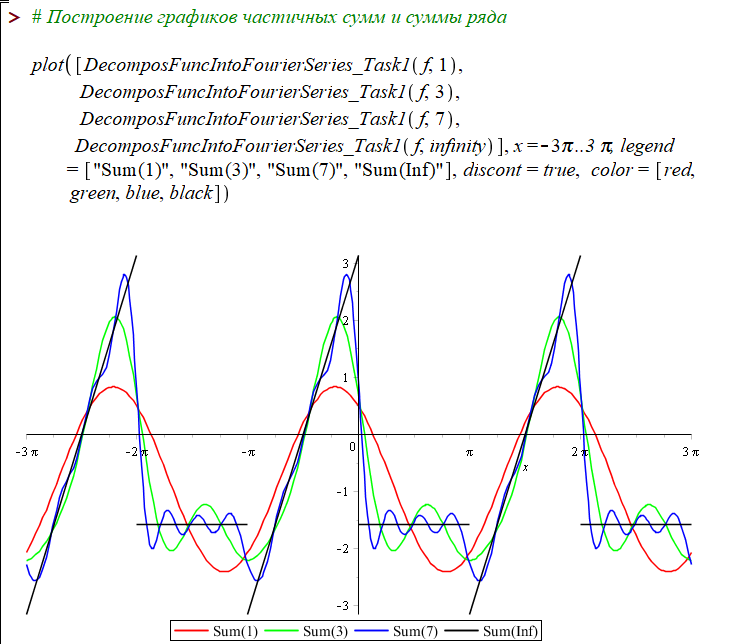 > # Построение графиков частичных сумм и суммы ряда
plot([DecomposFuncIntoFourierSeries_Task1(f, 1),
DecomposFuncIntoFourierSeries_Task1(f, 3),
DecomposFuncIntoFourierSeries_Task1(f, 7),
DecomposFuncIntoFourierSeries_Task1(f, infinity)], x=-3π..3 π, legend
= ["Sum(1)", "Sum(3)", "Sum(7)", "Sum(Inf)"], discont = true, color = [red,
green, blue, black])
3
2
1
-3 π -2 π -π 0 π 2 π 3 π
x
-1
-2
-3
Sum(1) Sum(3) Sum(7) Sum(Inf)